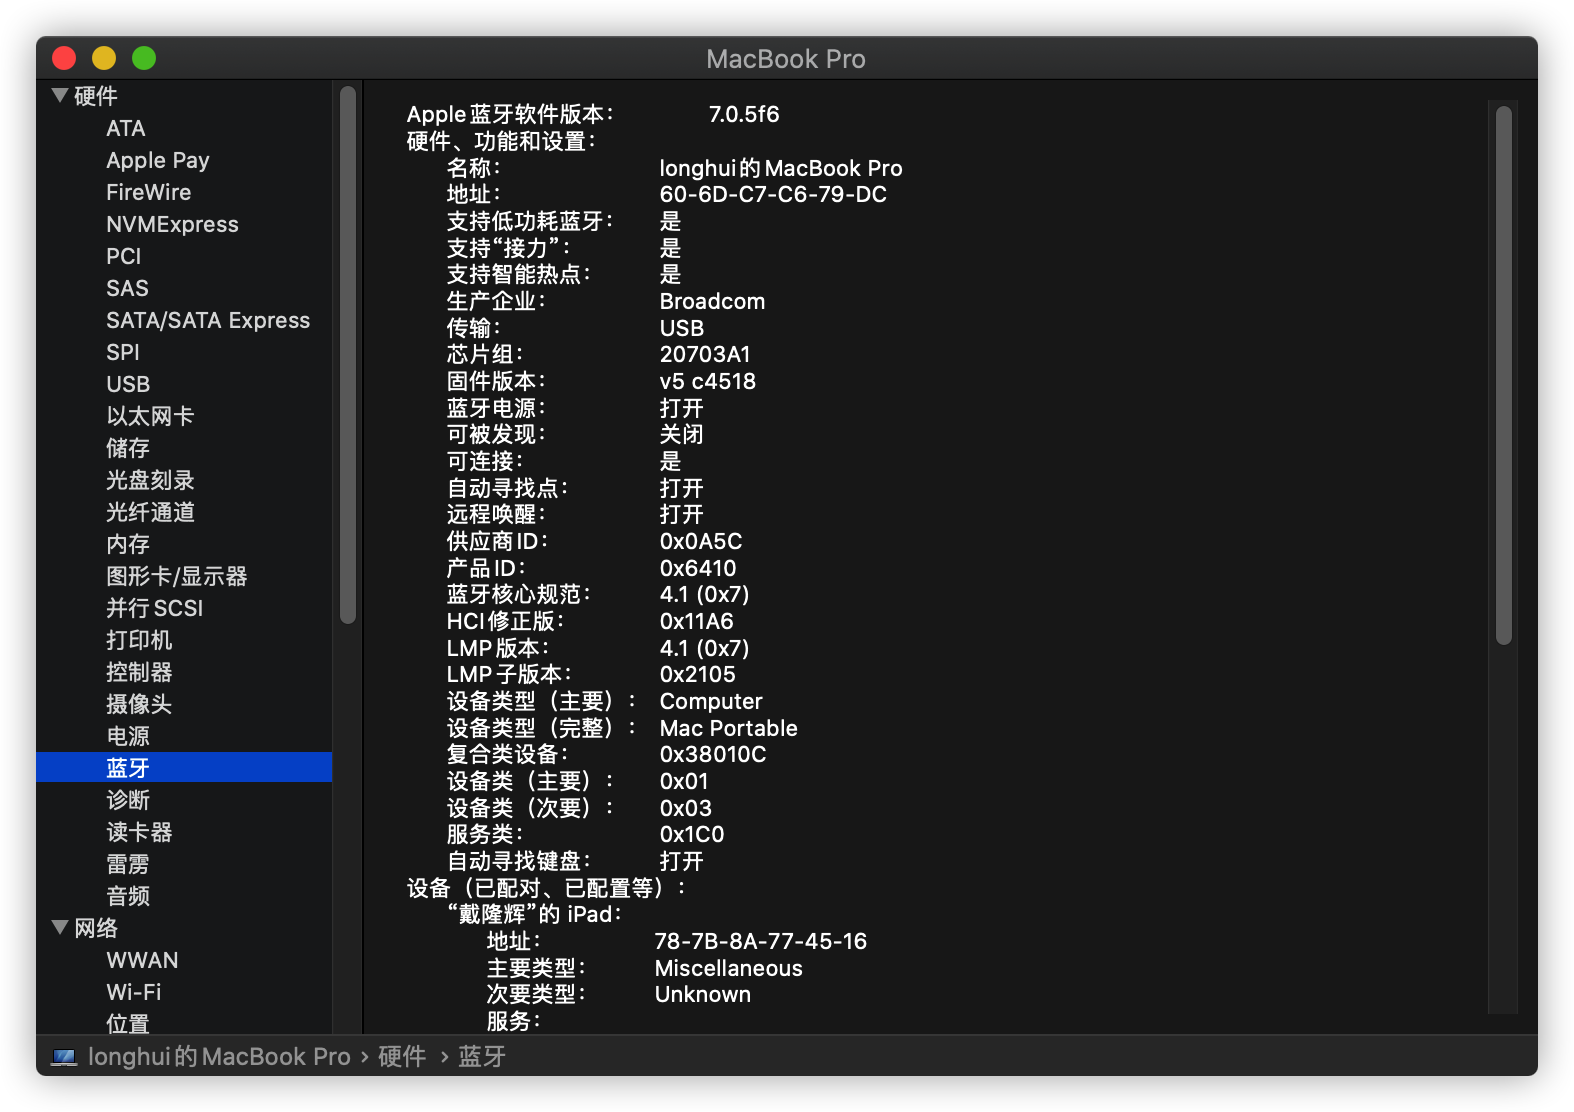 MacBook Pro
硬件
ATA
Apple Pay
FireWire
NVMExpress
PCI
SAS
SATA/SATA Express
SPI
USB
以太网卡
储存
光盘刻录
光纤通道
内存
图形卡/显示器
并行SCSI
打印机
控制器
摄像头
电源
蓝牙
诊断
读卡器
雷雳
音频
网络
WWAN
Wi-Fi
位置
Apple蓝牙软件版本： 7.0.5f6
硬件、功能和设置：
名称： longhui的MacBook Pro
地址： 60-6D-C7-C6-79-DC
支持低功耗蓝牙： 是
支持“接力”： 是
支持智能热点： 是
生产企业： Broadcom
传输： USB
芯片组： 20703A1
固件版本： v5 c4518
蓝牙电源： 打开
可被发现： 关闭
可连接： 是
自动寻找点： 打开
远程唤醒： 打开
供应商ID： 0x0A5C
产品ID： 0x6410
蓝牙核心规范： 4.1 (0x7)
HCI修正版： 0x11A6
LMP版本： 4.1 (0x7)
LMP子版本： 0x2105
设备类型（主要）： Computer
设备类型（完整）： Mac Portable
复合类设备： 0x38010C
设备类（主要）： 0x01
设备类（次要）： 0x03
服务类： 0x1C0
自动寻找键盘： 打开
设备（已配对、已配置等）：
“戴隆辉”的 iPad：
地址： 78-7B-8A-77-45-16
主要类型： Miscellaneous
次要类型： Unknown
服务：
longhui的MacBook Pro › 硬件 › 蓝牙